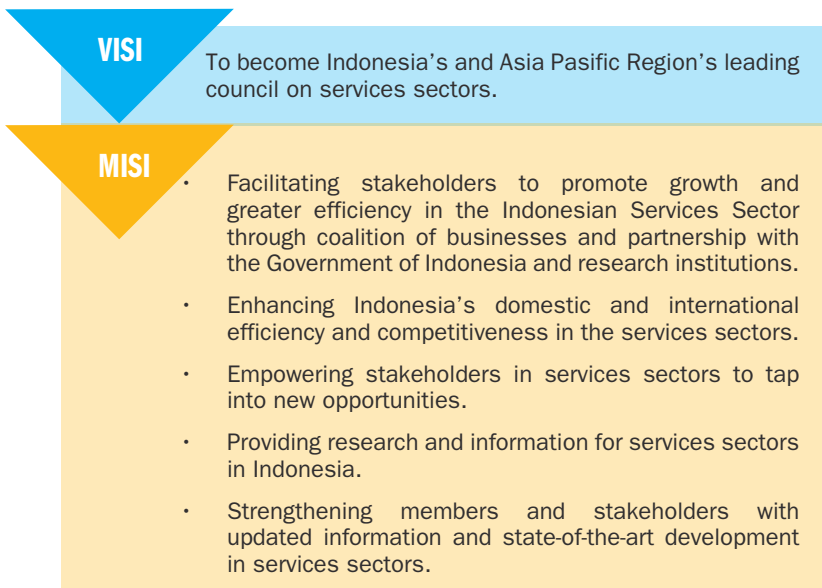 VISI
To become Indonesia's and Asia Pasific Region's leading
council on services sectors.
MISI
• Facilitating stakeholders to promote growth and
greater efficiency in the Indonesian Services Sector
through coalition of businesses and partnership with
the Government of Indonesia and research institutions.
• Enhancing Indonesia's domestic and international
efficiency and competitiveness in the services sectors.
• Empowering stakeholders in services sectors to tap
into new opportunities.
• Providing research and information for services sectors
in Indonesia.
• Strengthening members and stakeholders with
updated information and state-of-the-art development
in services sectors.